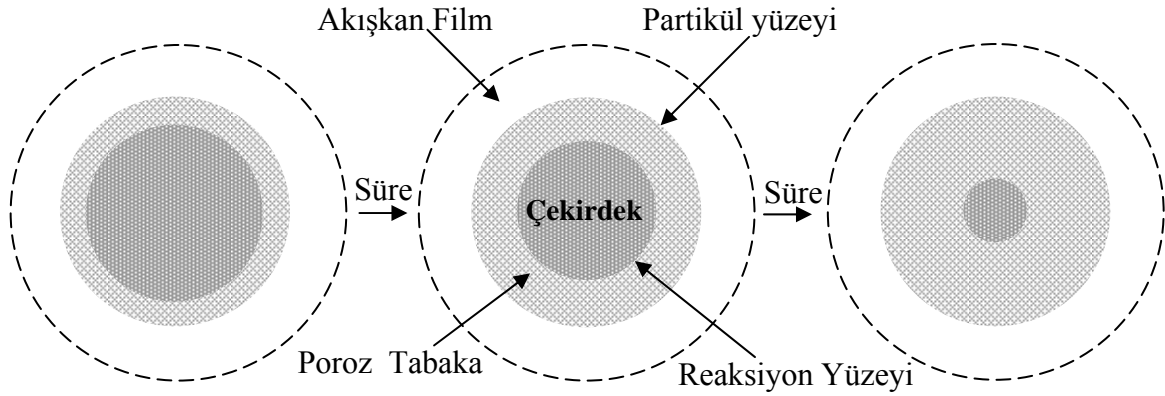 Akışkan Film
Partikül yüzeyi
Süre
Çekirdek
Süre
Poroz Tabaka
Reaksiyon Yüzeyi